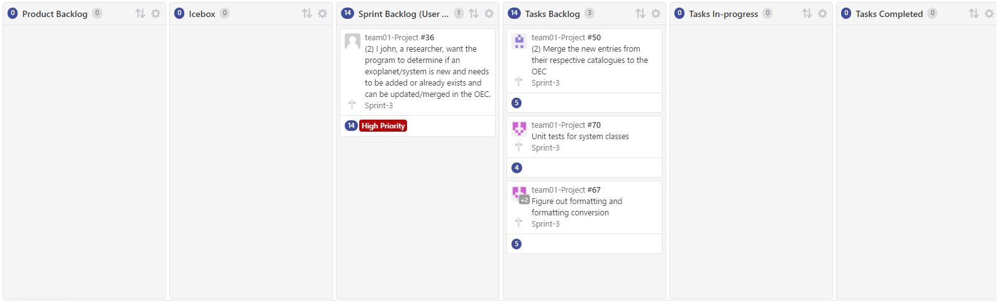 0 Product Backlog 0
0 Icebox 0
14 Sprint Backlog (User ... 1
14 Tasks Backlog 3
0 Tasks In-progress 0
0 Tasks Completed 0
team01-Project #36
(2) I john, a researcher, want the
program to determine if an
exoplanet/system is new and needs
to be added or already exists and
can be updated/merged in the OEC.
Sprint-3
14 High Priority
team01-Project #50
(2) Merge the new entries from
their respective catalogues to the
OEC
Sprint-3
5
team01-Project #70
Unit tests for system classes
Sprint-3
4
team01-Project #67
+2
Figure out formatting and
formatting conversion
Sprint-3
5